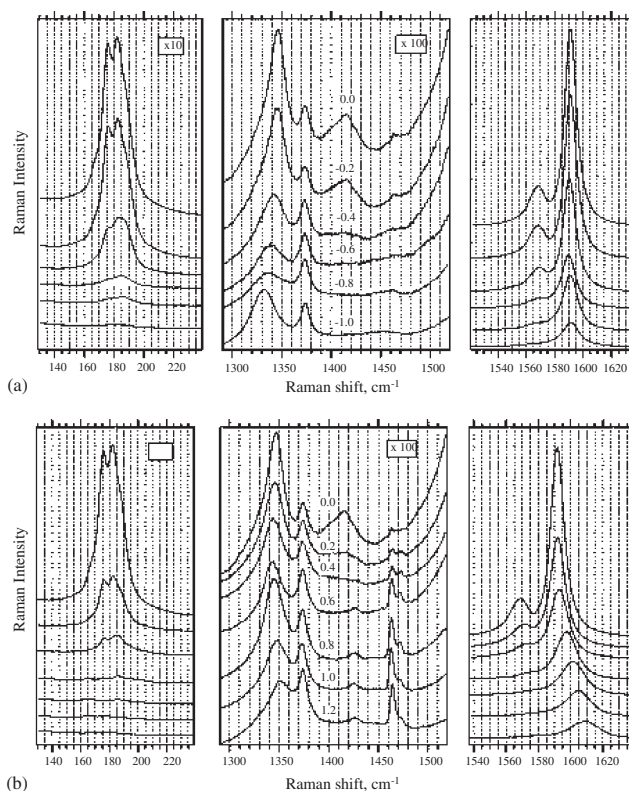 x10
x 100
0.0
-0.2
-0.4
-0.6
-0.8
-1.0
Raman Intensity
140 160 180 200 220
1300 1350 1400 1450 1500
1540 1560 1580 1600 1620
(a)
Raman shift, cm-1
x 100
0.0
0.2
0.4
0.6
0.8
1.0
1.2
Raman Intensity
140 160 180 200 220
1300 1350 1400 1450 1500
1540 1560 1580 1600 1620
(b)
Raman shift, cm-1